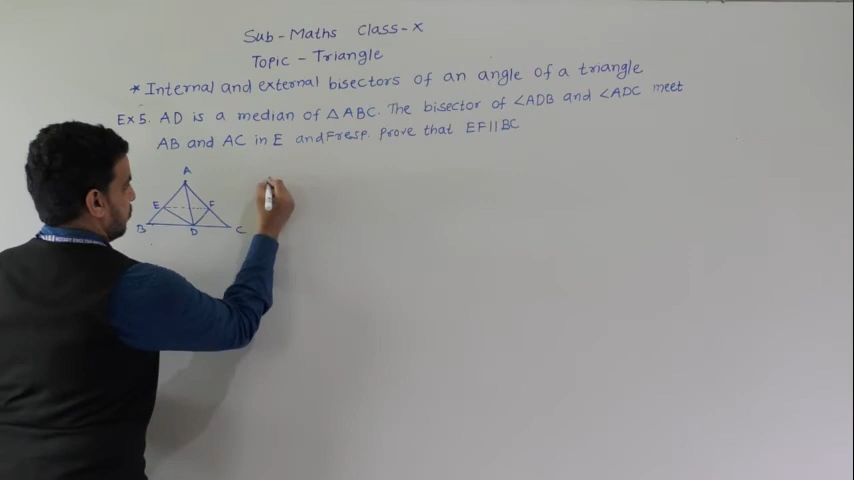 Sub - Maths Class - X
Topic - Triangle
* Internal and external bisectors of an angle of a triangle
Ex 5. AD is a median of △ABC. The bisector of ∠ADB and ∠ADC meet
AB and AC in E and F resp. prove that EF||BC
A
E F
B D C